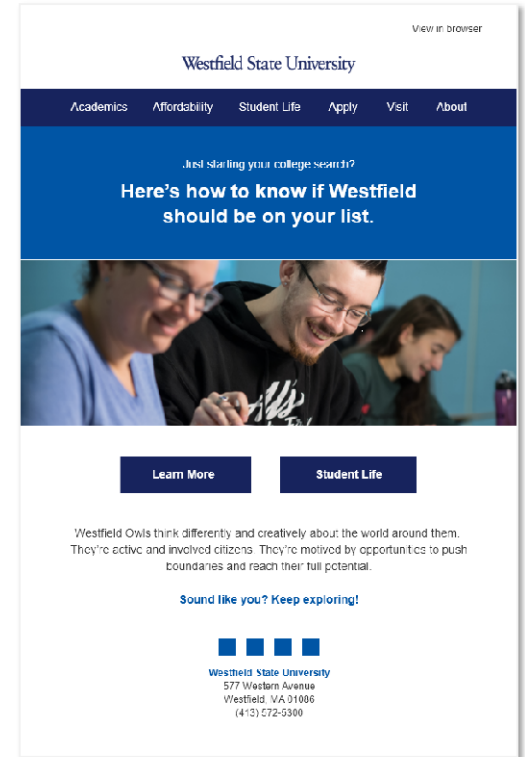 View in browser
Westfield State University
Academics Affordability Student Life Apply Visit About
Just starting your college search?
Here's how to know if Westfield
should be on your list.
Learn More Student Life
Westfield Owls think differently and creatively about the world around them.
They're active and involved citizens. They're motived by opportunities to push
boundaries and reach their full potential.
Sound like you? Keep exploring!
Westfield State University
577 Western Avenue
Westfield, MA 01086
(413) 572-5300